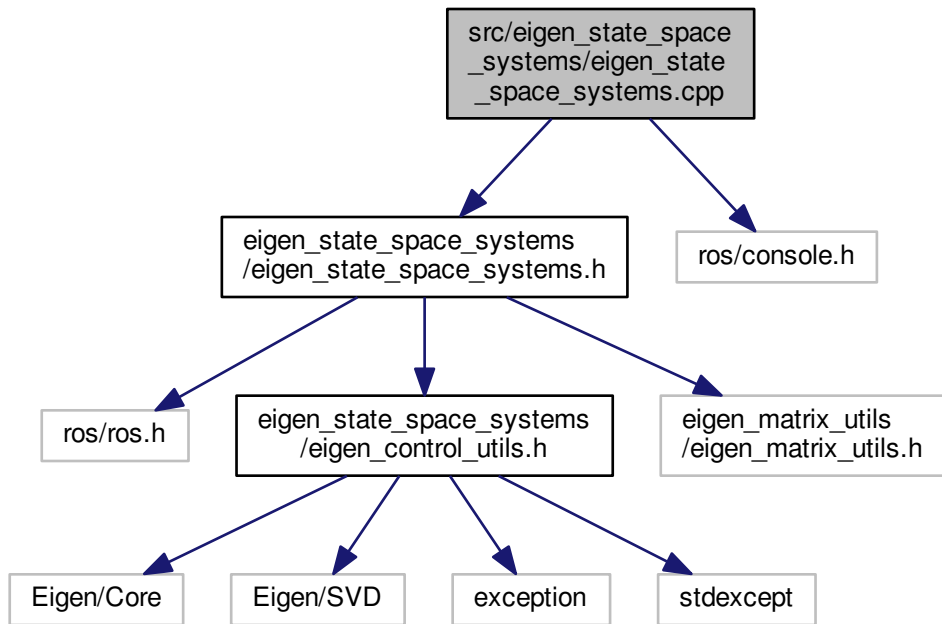 src/eigen_state_space
_systems/eigen_state
_space_systems.cpp
eigen_state_space_systems
/eigen_state_space_systems.h
ros/console.h
ros/ros.h
eigen_state_space_systems
/eigen_control_utils.h
eigen_matrix_utils
/eigen_matrix_utils.h
Eigen/Core
Eigen/SVD
exception
stdexcept